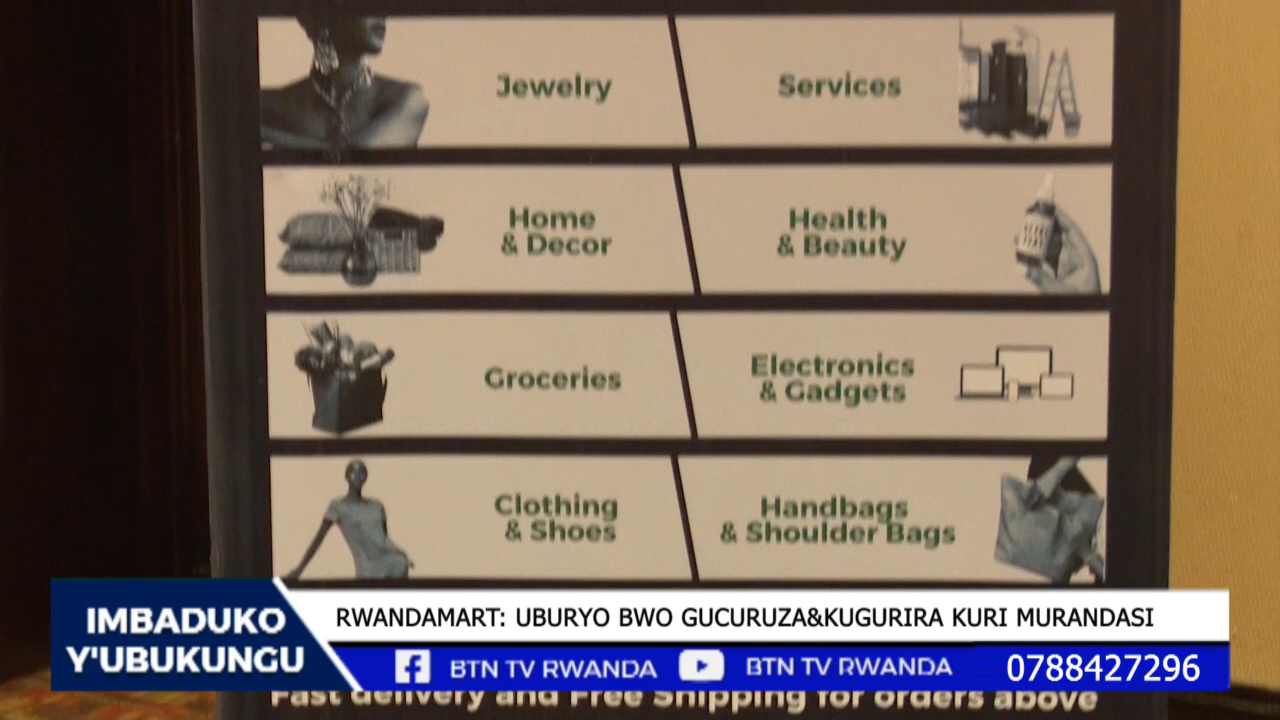 Jewelry
Services
Home
& Decor
Health
& Beauty
Groceries
Electronics
& Gadgets
Clothing
& Shoes
Handbags
& Shoulder Bags
IMBADUKO
Y'UBUKUNGU
RWANDAMART: UBURYO BWO GUCURUZA&KUGURIRA KURI MURANDASI
BTN TV RWANDA
BTN TV RWANDA
0788427296
Fast delivery and Free Shipping for orders above